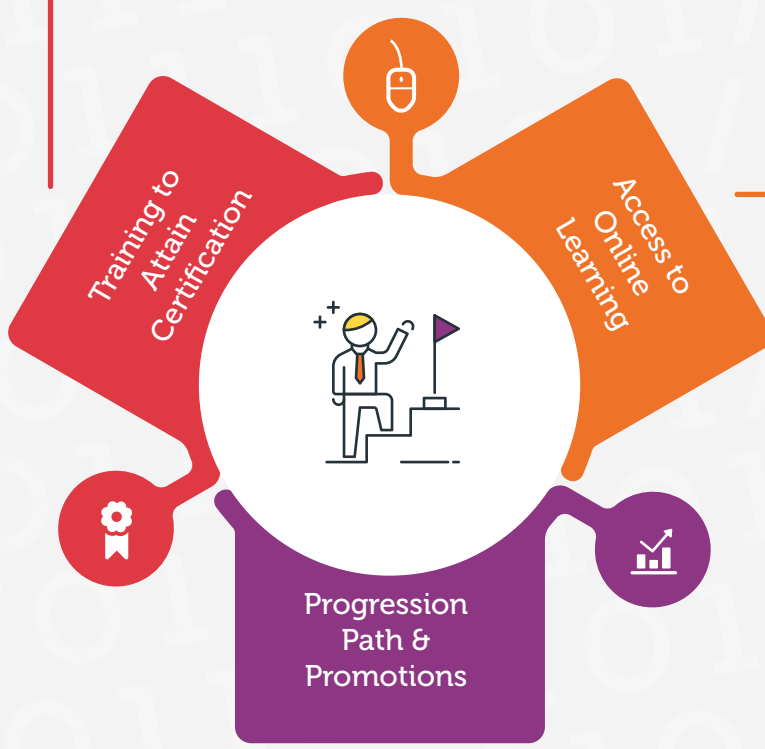 Training to
Attain
Certification
Access to
Online
Learning
Progression
Path &
Promotions